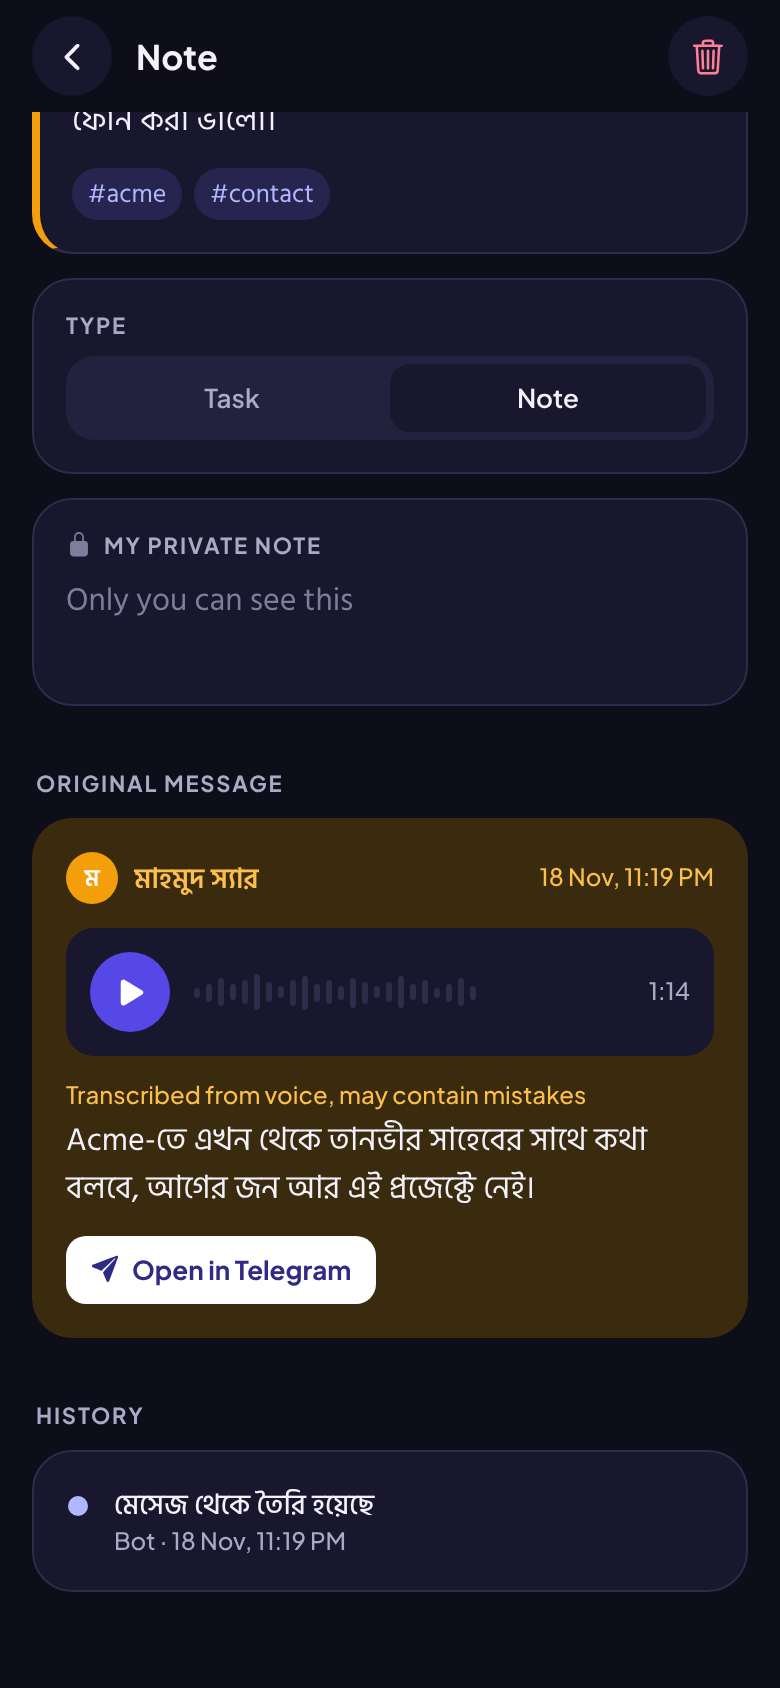 Note
ফোন করা ভালো।
#acme #contact
TYPE
Task Note
MY PRIVATE NOTE
Only you can see this
ORIGINAL MESSAGE
ম মাহমুদ স্যার 18 Nov, 11:19 PM
1:14
Transcribed from voice, may contain mistakes
Acme-তে এখন থেকে তানভীর সাহেবের সাথে কথা
বলবে, আগের জন আর এই প্রজেক্টে নেই।
Open in Telegram
HISTORY
মেসেজ থেকে তৈরি হয়েছে
Bot · 18 Nov, 11:19 PM